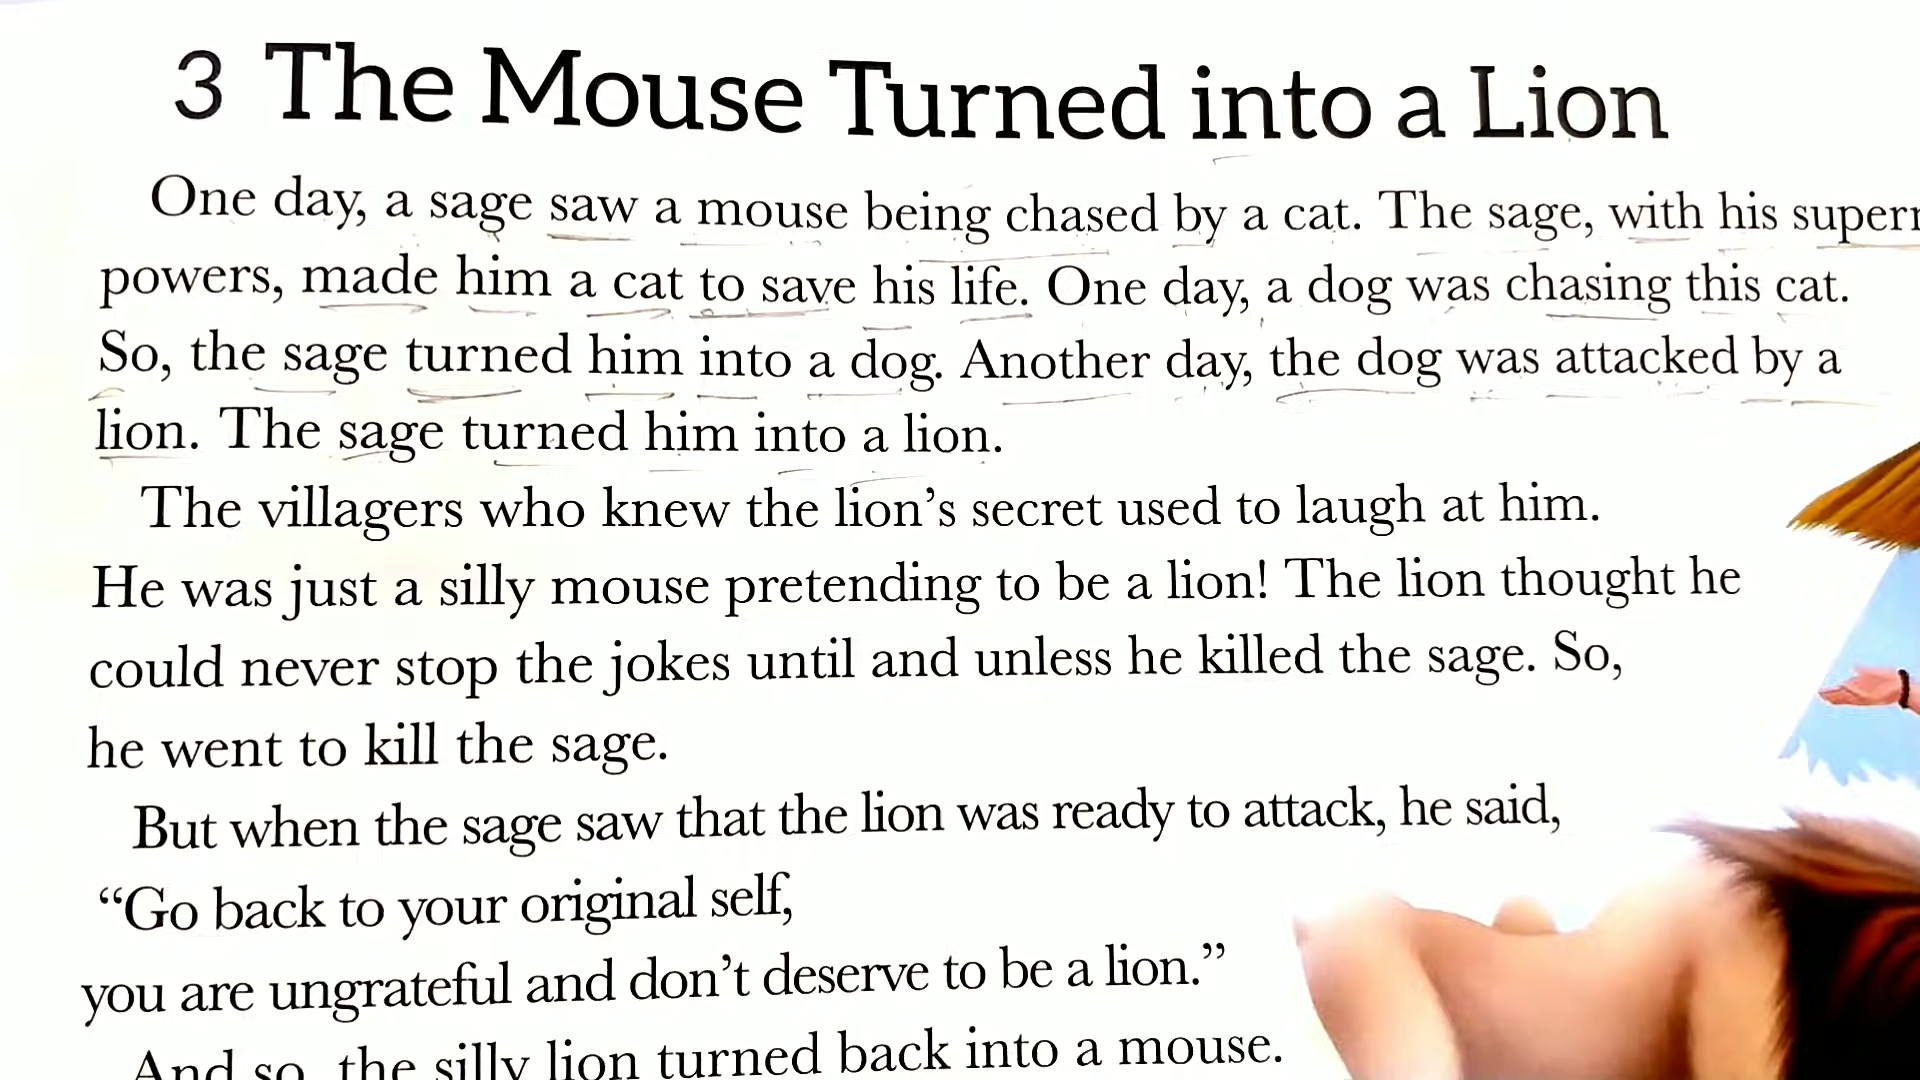 3 The Mouse Turned into a Lion
One day, a sage saw a mouse being chased by a cat. The sage, with his
powers, made him a cat to save his life. One day, a dog was chasing this cat.
So, the sage turned him into a dog. Another day, the dog was attacked by a
lion. The sage turned him into a lion.
The villagers who knew the lion’s secret used to laugh at him.
He was just a silly mouse pretending to be a lion! The lion thought he
could never stop the jokes until and unless he killed the sage. So,
he went to kill the sage.
But when the sage saw that the lion was ready to attack, he said,
“Go back to your original self,
you are ungrateful and don’t deserve to be a lion.”
And so, the silly lion turned back into a mouse.